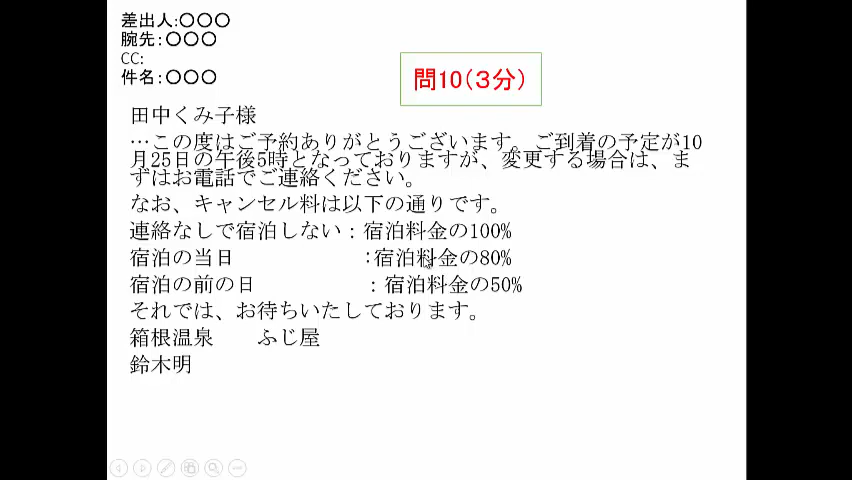 差出人:〇〇〇
腕先:〇〇〇
CC:
件名:〇〇〇
問10(3分)
田中くみ子様
…この度はご予約ありがとうございます。ご到着の予定が10
月25日の午後5時となっておりますが、変更する場合は、ま
ずはお電話でご連絡ください。
なお、キャンセル料は以下の通りです。
連絡なしで宿泊しない：宿泊料金の100%
宿泊の当日　　　　　　:宿泊料金の80%
宿泊の前の日　　　　　：宿泊料金の50%
それでは、お待ちいたしております。
箱根温泉　　ふじ屋
鈴木明